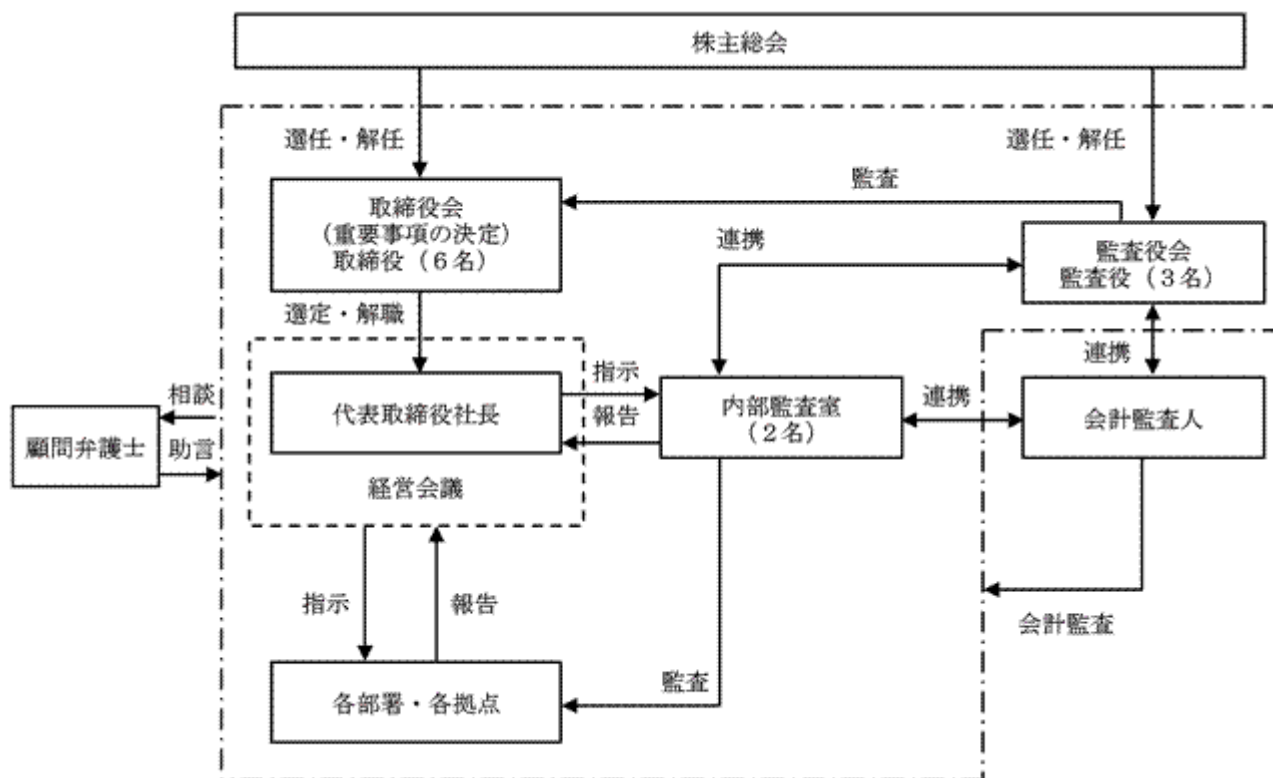 株主総会
選任・解任
選任・解任
監査
取締役会
(重要事項の決定)
取締役(6名)
連携
監査役会
監査役(3名)
選定・解職
連携
相談
顧問弁護士
助言
代表取締役社長
経営会議
指示
報告
内部監査室
(2名)
連携
会計監査人
指示
報告
会計監査
監査
各部署・各拠点